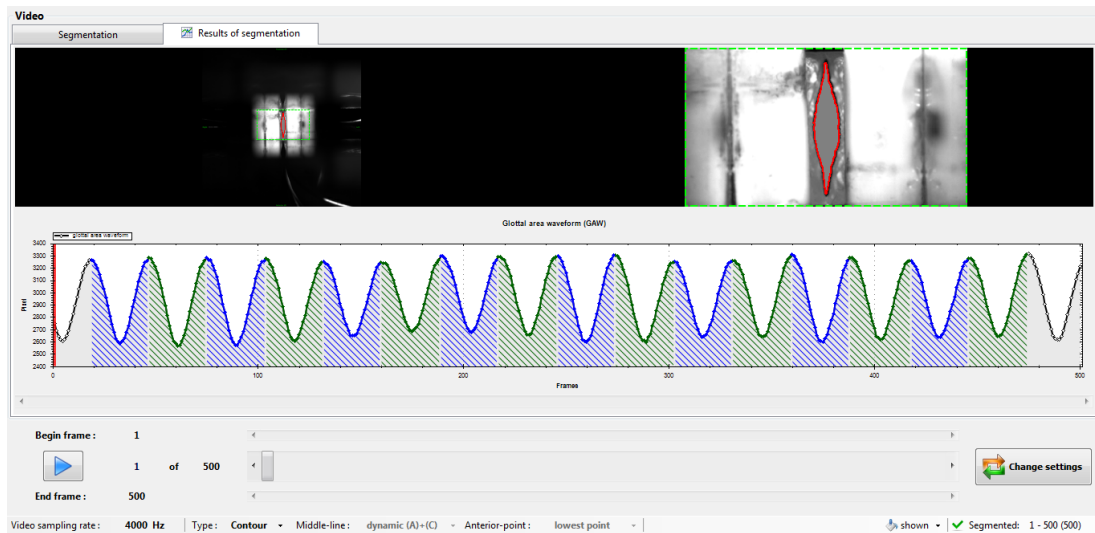 Video
Segmentation
Results of segmentation
Glottal area waveform (GAW)
glottal area waveform
3400
3300
3200
3100
3000
2900
2800
2700
2600
2500
2400
Pixel
0 100 200 300 400 500
Frames
Begin frame : 1
1 of 500
Change settings
End frame : 500
Video sampling rate : 4000 Hz Type : Contour Middle-line : dynamic (A)+(C) Anterior-point : lowest point shown Segmented: 1 - 500 (500)